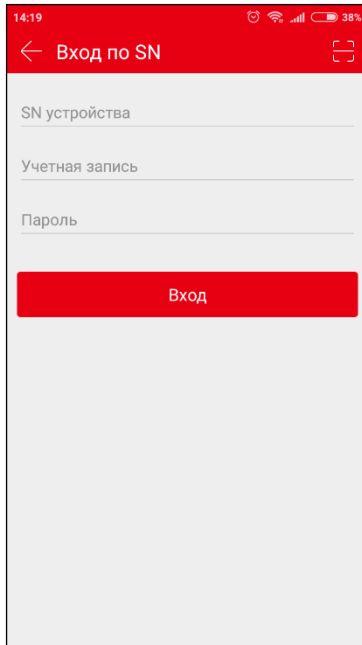 14:19
38%
Вход по SN
SN устройства
Учетная запись
Пароль
Вход